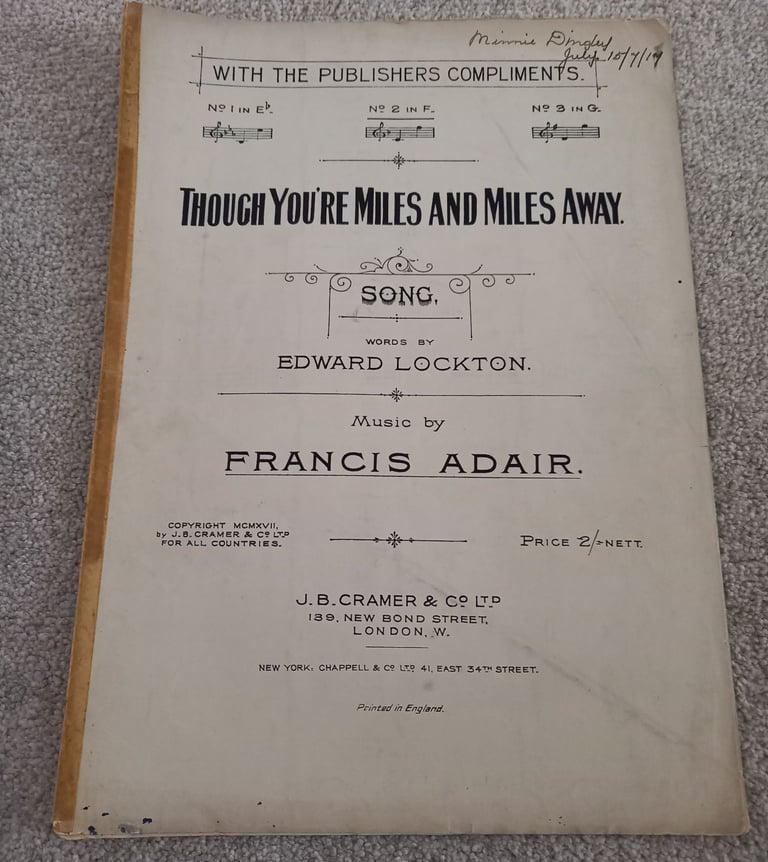 Minnie Dingley
July 10/7/19
WITH THE PUBLISHERS COMPLIMENTS.
No 1 IN E♭.
No 2 IN F.
No 3 IN G.
THOUGH YOU'RE MILES AND MILES AWAY.
SONG,
WORDS BY
EDWARD LOCKTON.
Music by
FRANCIS ADAIR.
COPYRIGHT MCMXVII,
by J.B. CRAMER & Co LTD
FOR ALL COUNTRIES.
PRICE 2/= NETT.
J.B. CRAMER & Co LTD
139, NEW BOND STREET,
LONDON, W.
NEW YORK: CHAPPELL & Co LTD 41, EAST 34TH STREET.
Printed in England.